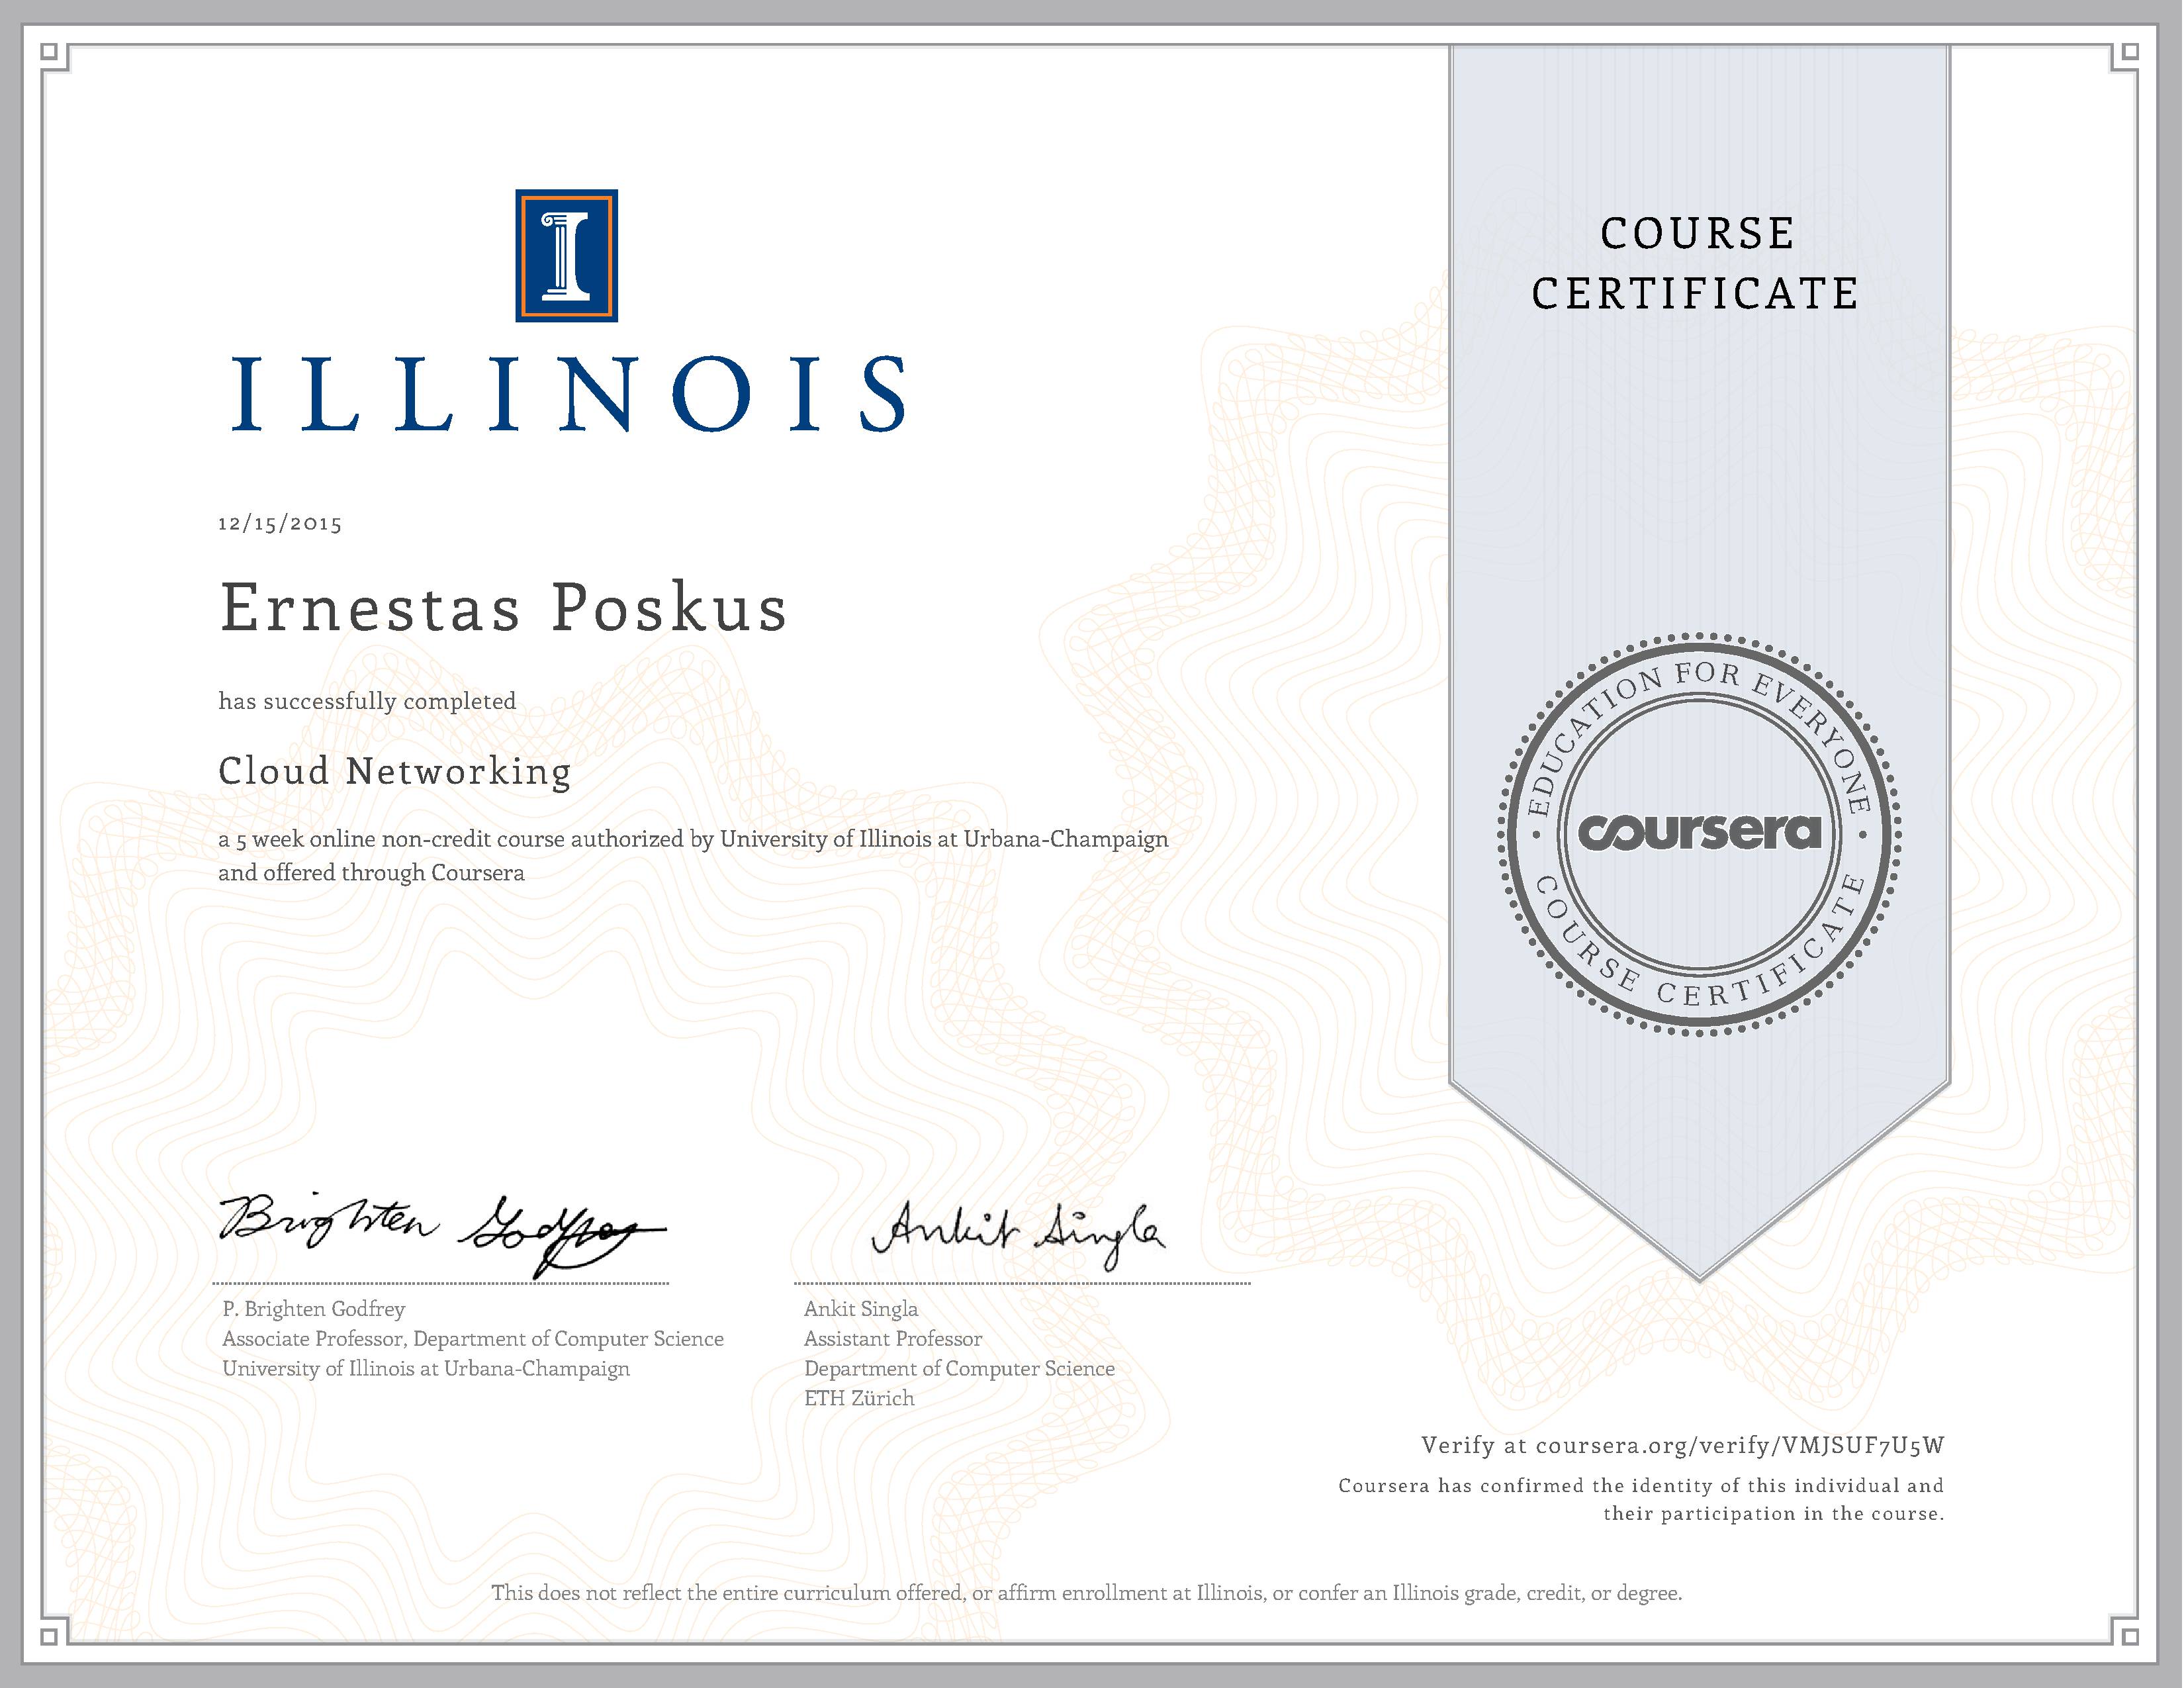 I
ILLINOIS
12/15/2015
Ernestas Poskus
has successfully completed
Cloud Networking
a 5 week online non-credit course authorized by University of Illinois at Urbana-Champaign
and offered through Coursera
COURSE
CERTIFICATE
EDUCATION FOR EVERYONE
coursera
COURSE CERTIFICATE
Brighten Godfrey
P. Brighten Godfrey
Associate Professor, Department of Computer Science
University of Illinois at Urbana-Champaign
Ankit Singla
Ankit Singla
Assistant Professor
Department of Computer Science
ETH Zürich
Verify at coursera.org/verify/VMJSUF7U5W
Coursera has confirmed the identity of this individual and
their participation in the course.
This does not reflect the entire curriculum offered, or affirm enrollment at Illinois, or confer an Illinois grade, credit, or degree.